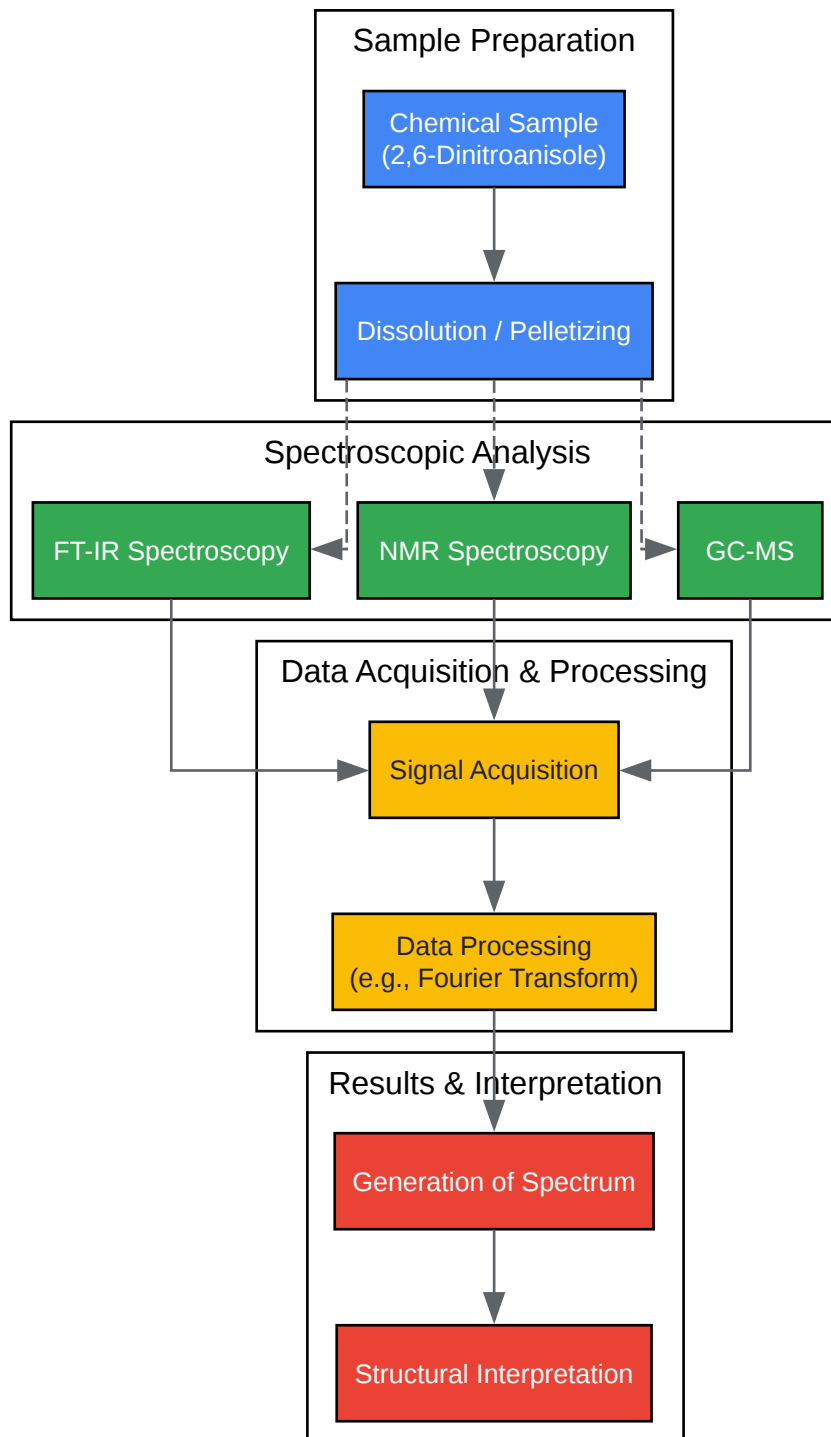 Sample Preparation
Chemical Sample
(2,6-Dinitroanisole)
Dissolution / Pelletizing
Spectroscopic Analysis
FT-IR Spectroscopy
NMR Spectroscopy
GC-MS
Data Acquisition & Processing
Signal Acquisition
Data Processing
(e.g., Fourier Transform)
Results & Interpretation
Generation of Spectrum
Structural Interpretation